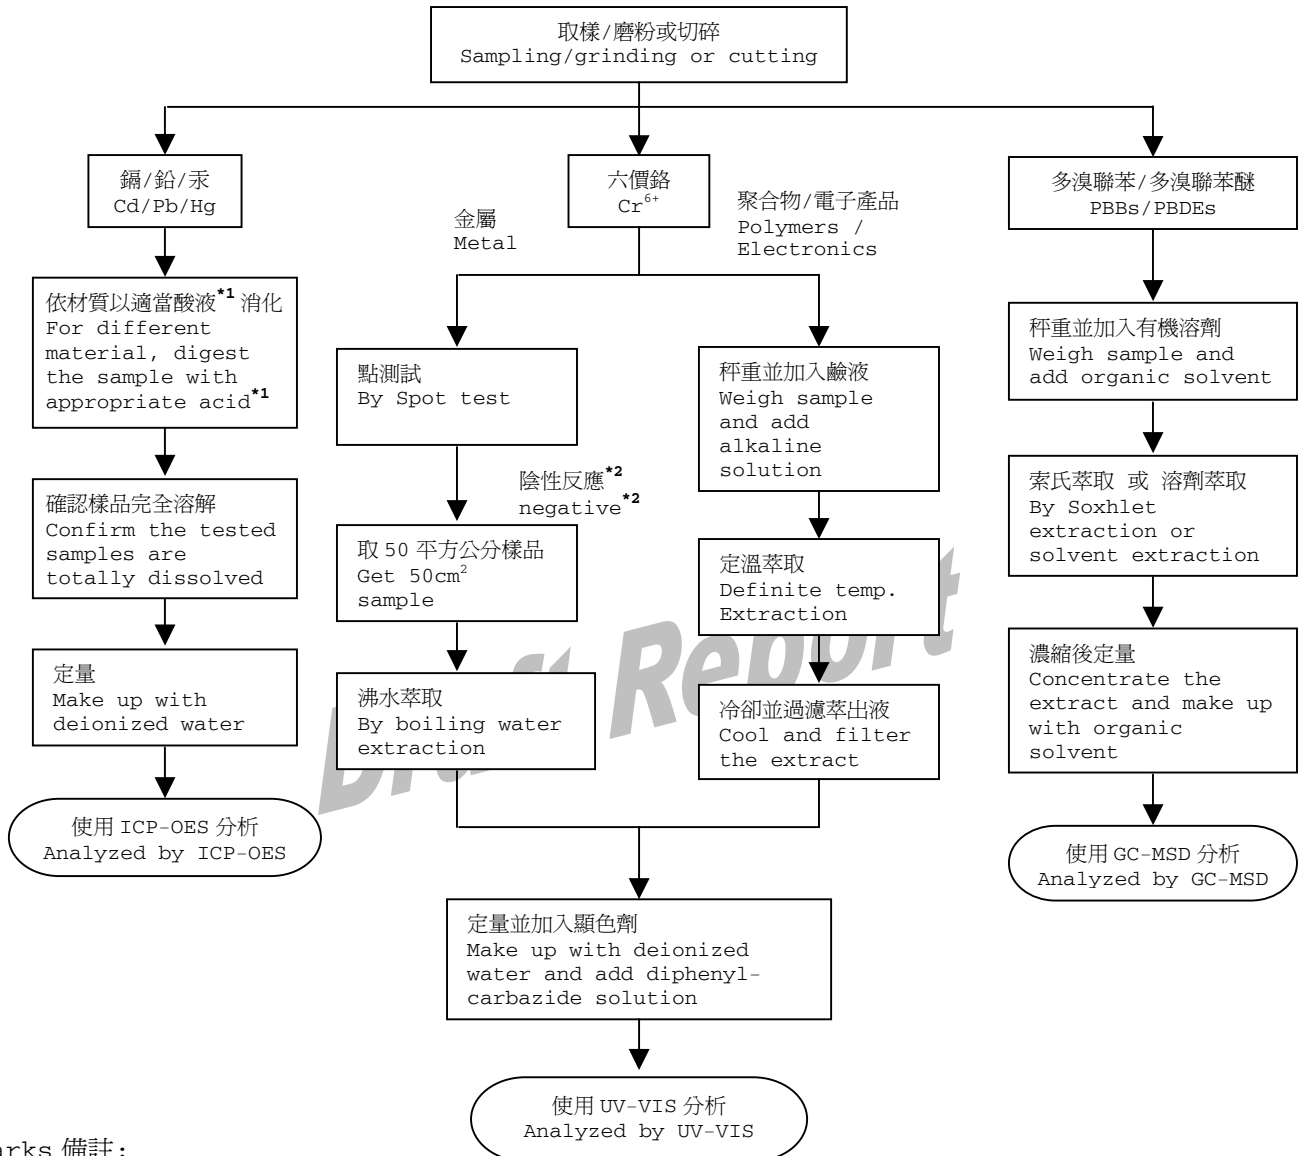 取樣/磨粉或切碎
Sampling/grinding or cutting
鎘/鉛/汞
Cd/Pb/Hg
依材質以適當酸液*1 消化
For different
material, digest
the sample with
appropriate acid*1
確認樣品完全溶解
Confirm the tested
samples are
totally dissolved
定量
Make up with
deionized water
使用 ICP-OES 分析
Analyzed by ICP-OES
六價鉻
Cr6+
金屬
Metal
聚合物/電子產品
Polymers /
Electronics
點測試
By Spot test
陰性反應*2
negative*2
取 50 平方公分樣品
Get 50cm2
sample
沸水萃取
By boiling water
extraction
秤重並加入鹼液
Weigh sample
and add
alkaline
solution
定溫萃取
Definite temp.
Extraction
冷卻並過濾萃出液
Cool and filter
the extract
定量並加入顯色劑
Make up with deionized
water and add diphenyl-
carbazide solution
使用 UV-VIS 分析
Analyzed by UV-VIS
多溴聯苯/多溴聯苯醚
PBBs/PBDEs
秤重並加入有機溶劑
Weigh sample and
add organic solvent
索氏萃取 或 溶劑萃取
By Soxhlet
extraction or
solvent extraction
濃縮後定量
Concentrate the
extract and make up
with organic
solvent
使用 GC-MSD 分析
Analyzed by GC-MSD
Draft Report
arks 備註: